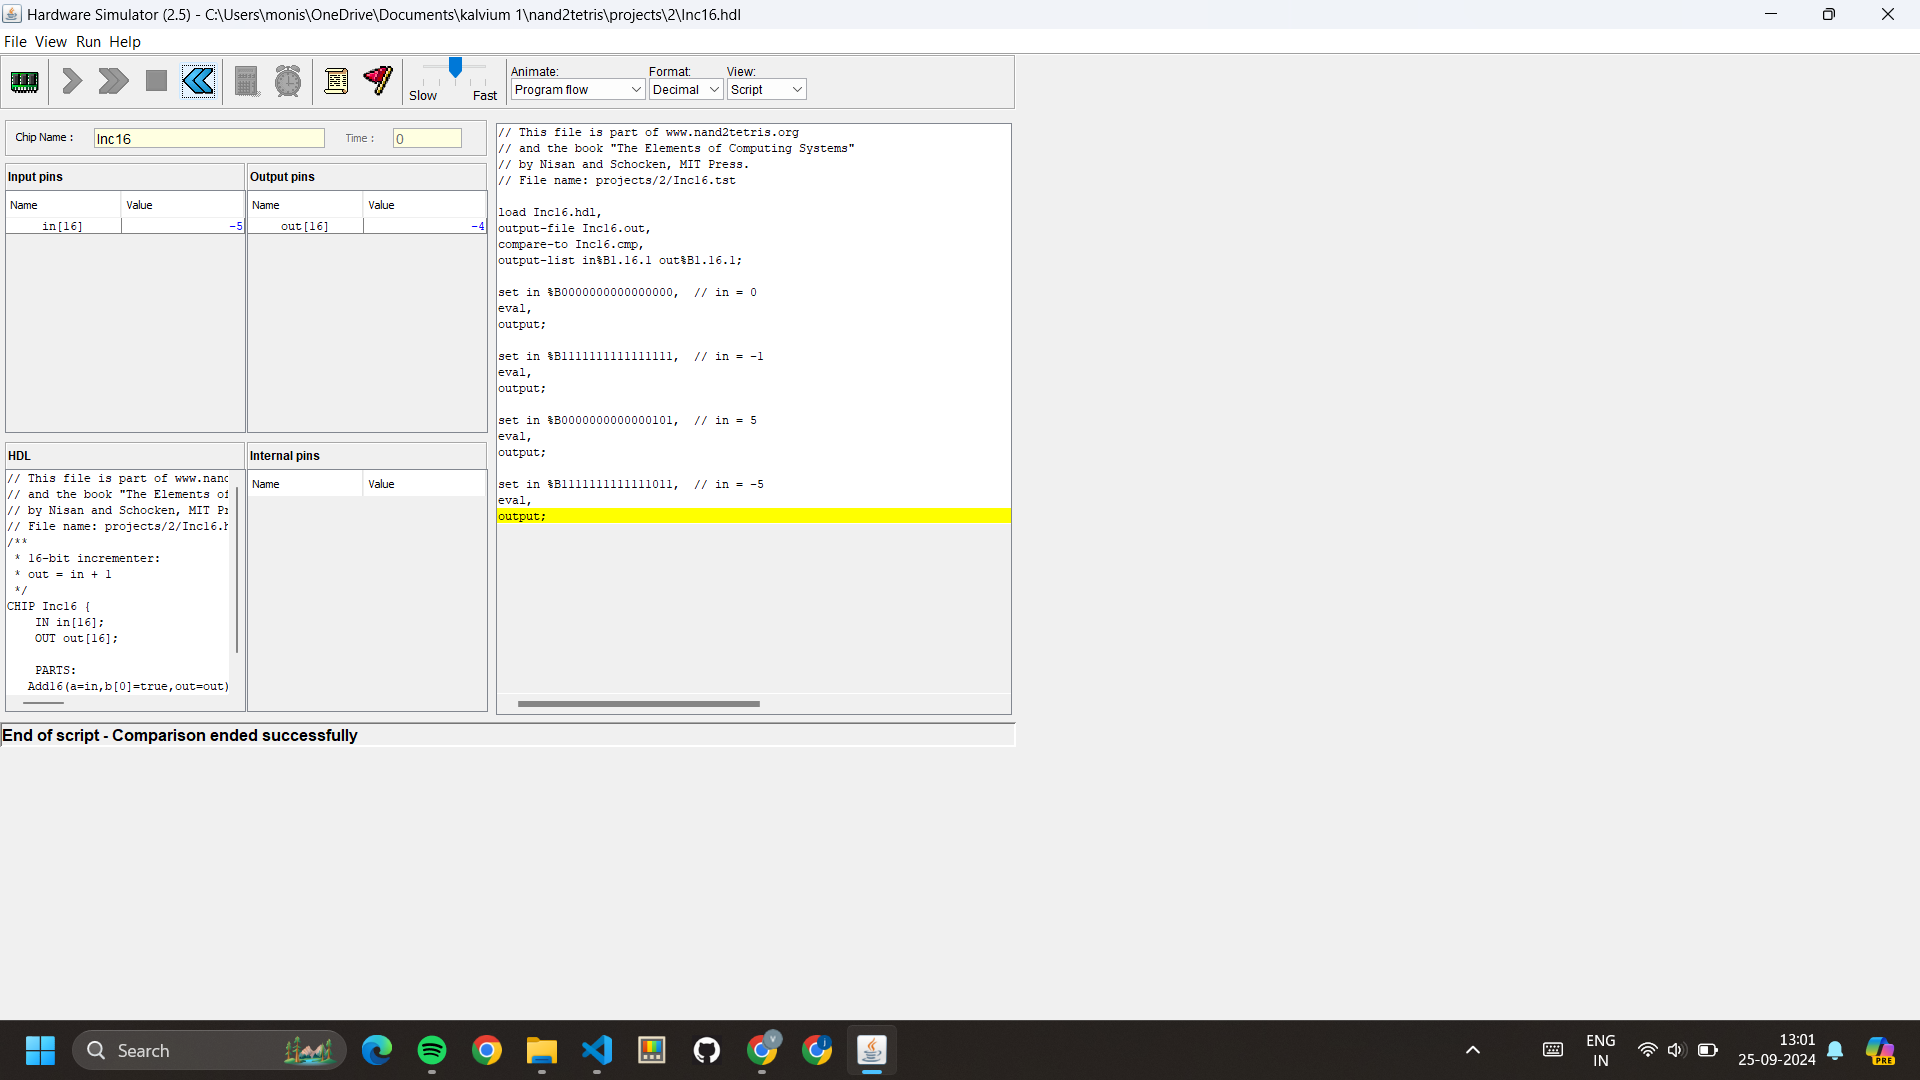 Hardware Simulator (2.5) - C:\Users\monis\OneDrive\Documents\kalvium 1\nand2tetris\projects\2\Inc16.hdl
File View Run Help
Slow Fast
Animate: Format: View:
Program flow Decimal Script
Chip Name : Inc16 Time : 0
Input pins
Name Value
in[16] -5
Output pins
Name Value
out[16] -4
HDL
// This file is part of www.nand
// and the book "The Elements of
// by Nisan and Schocken, MIT Pr
// File name: projects/2/Inc16.h
/**
* 16-bit incrementer:
* out = in + 1
*/
CHIP Inc16 {
IN in[16];
OUT out[16];
PARTS:
Add16(a=in,b[0]=true,out=out)
Internal pins
Name Value
// This file is part of www.nand2tetris.org
// and the book "The Elements of Computing Systems"
// by Nisan and Schocken, MIT Press.
// File name: projects/2/Inc16.tst
load Inc16.hdl,
output-file Inc16.out,
compare-to Inc16.cmp,
output-list in%B1.16.1 out%B1.16.1;
set in %B0000000000000000, // in = 0
eval,
output;
set in %B1111111111111111, // in = -1
eval,
output;
set in %B0000000000000101, // in = 5
eval,
output;
set in %B1111111111111011, // in = -5
eval,
output;
End of script - Comparison ended successfully
Search
ENG
IN
13:01
25-09-2024
PRE